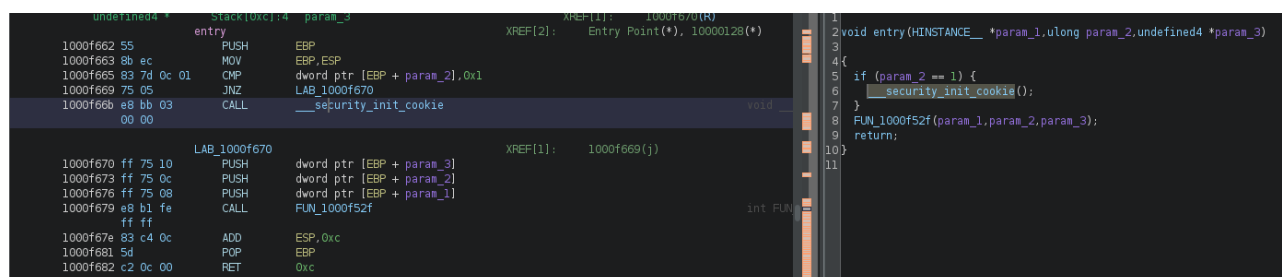 undefined4 * Stack[0xc]:4 param_3 XREF[1]: 1000f670(R)
entry XREF[2]: Entry Point(*), 10000128(*)
1000f662 55 PUSH EBP
1000f663 8b ec MOV EBP,ESP
1000f665 83 7d 0c 01 CMP dword ptr [EBP + param_2],0x1
1000f669 75 05 JNZ LAB_1000f670
1000f66b e8 bb 03 CALL ___security_init_cookie void __
00 00
LAB_1000f670 XREF[1]: 1000f669(j)
1000f670 ff 75 10 PUSH dword ptr [EBP + param_3]
1000f673 ff 75 0c PUSH dword ptr [EBP + param_2]
1000f676 ff 75 08 PUSH dword ptr [EBP + param_1]
1000f679 e8 b1 fe CALL FUN_1000f52f int FUN
ff ff
1000f67e 83 c4 0c ADD ESP,0xc
1000f681 5d POP EBP
1000f682 c2 0c 00 RET 0xc
1
2 void entry(HINSTANCE__ *param_1,ulong param_2,undefined4 *param_3)
3
4 {
5 if (param_2 == 1) {
6 ___security_init_cookie();
7 }
8 FUN_1000f52f(param_1,param_2,param_3);
9 return;
10 }
11